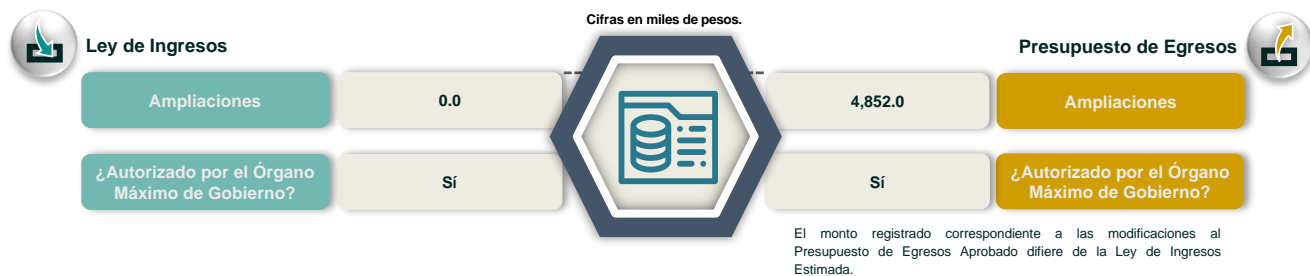 Cifras en miles de pesos.
Ley de Ingresos
Presupuesto de Egresos
Ampliaciones
0.0
4,852.0
Ampliaciones
¿Autorizado por el Órgano
Máximo de Gobierno?
Sí
Sí
¿Autorizado por el Órgano
Máximo de Gobierno?
El monto registrado correspondiente a las modificaciones al
Presupuesto de Egresos Aprobado difiere de la Ley de Ingresos
Estimada.